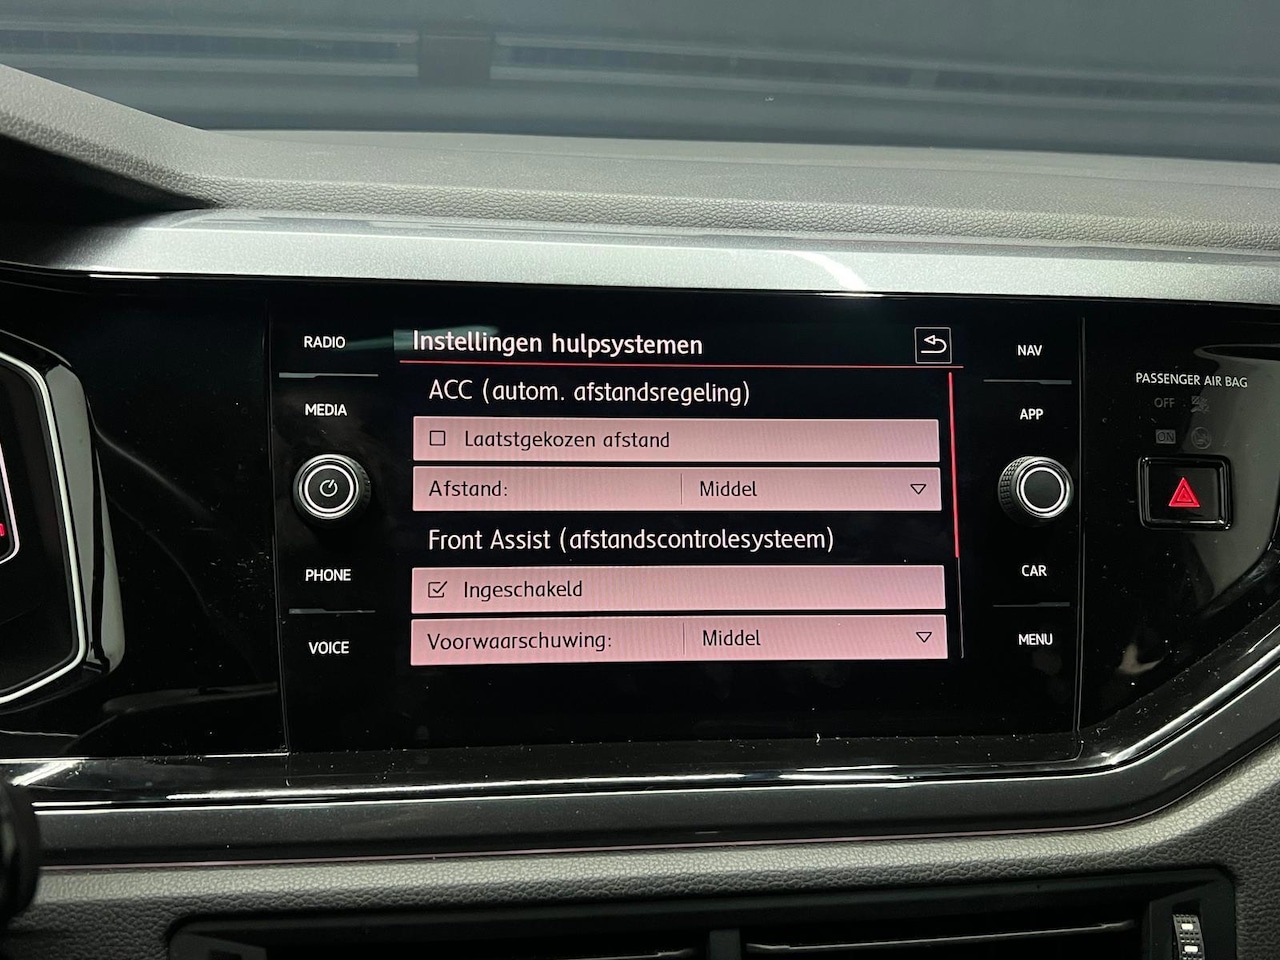 RADIO
MEDIA
PHONE
VOICE
Instellingen hulpsystemen
ACC (autom. afstandsregeling)
Laatstgekozen afstand
Afstand: Middel
Front Assist (afstandscontrolesysteem)
Ingeschakeld
Voorwaarschuwing: Middel
NAV
APP
CAR
MENU
PASSENGER AIR BAG
OFF
ON